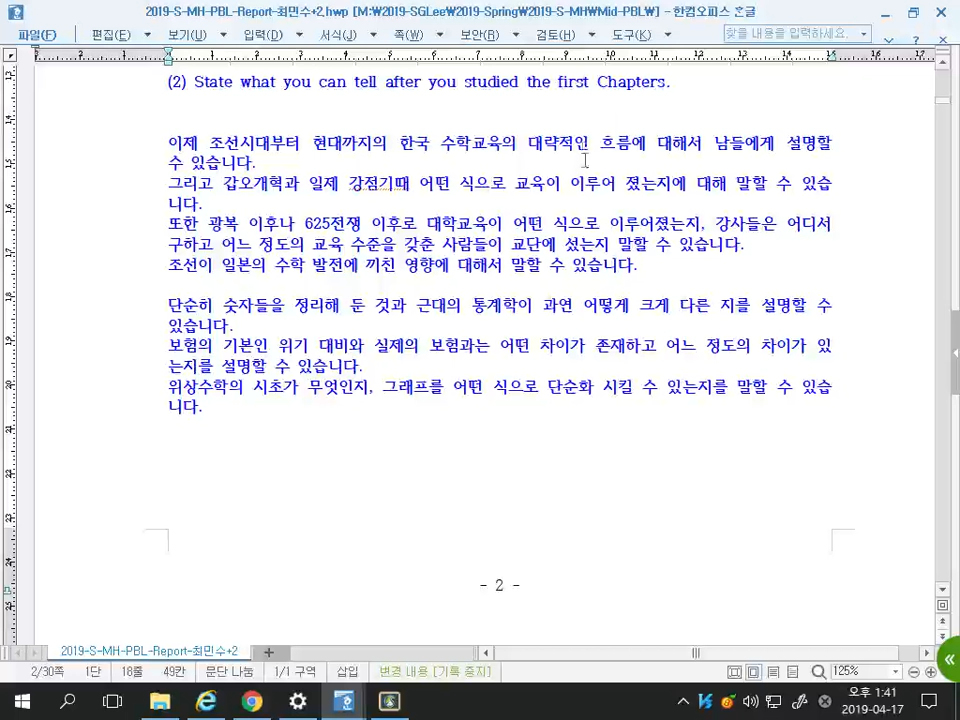 2019-S-MH-PBL-Report-최민수+2.hwp [M:\2019-SGLee\2019-Spring\2019-S-MH\Mid-PBL\] - 한컴오피스 흔글
파일(F) 편집(E) 보기(U) 입력(D) 서식(J) 쪽(W) 보안(R) 검토(H) 도구(K) 찾을 내용을 입력하세요.
(2) State what you can tell after you studied the first Chapters.
이제 조선시대부터 현대까지의 한국 수학교육의 대략적인 흐름에 대해서 남들에게 설명할
수 있습니다.
그리고 갑오개혁과 일제 강점기때 어떤 식으로 교육이 이루어 졌는지에 대해 말할 수 있습
니다.
또한 광복 이후나 625전쟁 이후로 대학교육이 어떤 식으로 이루어졌는지, 강사들은 어디서
구하고 어느 정도의 교육 수준을 갖춘 사람들이 교단에 섰는지 말할 수 있습니다.
조선이 일본의 수학 발전에 끼친 영향에 대해서 말할 수 있습니다.
단순히 숫자들을 정리해 둔 것과 근대의 통계학이 과연 어떻게 크게 다른 지를 설명할 수
있습니다.
보험의 기본인 위기 대비와 실제의 보험과는 어떤 차이가 존재하고 어느 정도의 차이가 있
는지를 설명할 수 있습니다.
위상수학의 시초가 무엇인지, 그래프를 어떤 식으로 단순화 시킬 수 있는지를 말할 수 있습
니다.
- 2 -
2019-S-MH-PBL-Report-최민수+2
2/30쪽 1단 18줄 49칸 문단 나눔 1/1 구역 삽입 변경 내용 [기록 중지] 125%
오후 1:41
2019-04-17